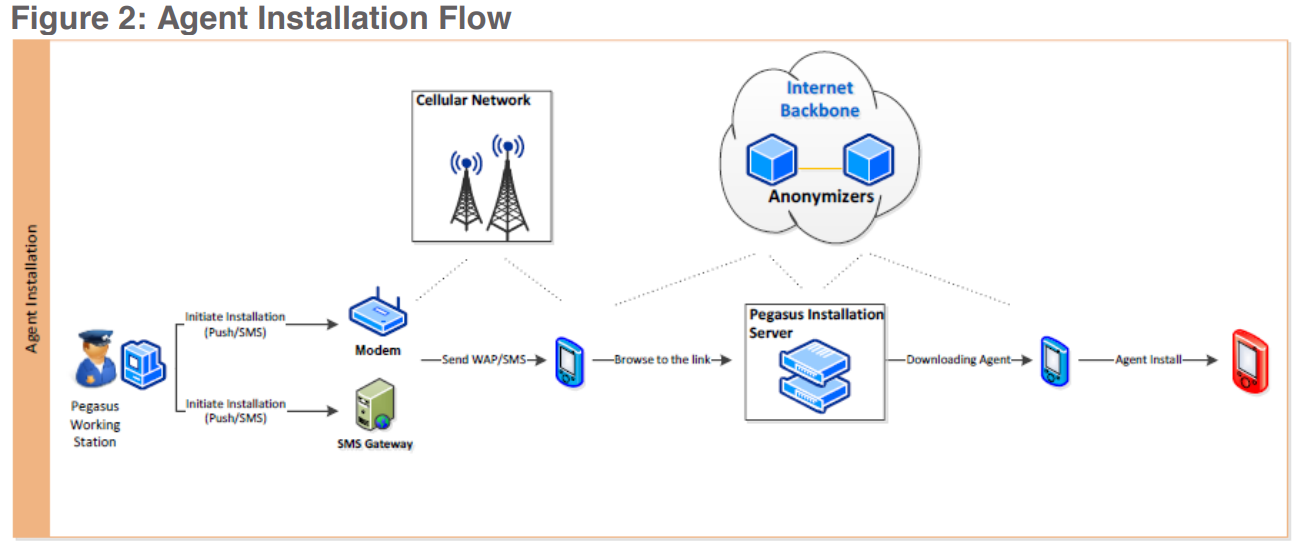 Figure 2: Agent Installation Flow
Agent Installation
Cellular Network
Internet
Backbone
Anonymizers
Initiate Installation
(Push/SMS)
Modem
Pegasus Installation
Server
Send WAP/SMS
Browse to the link
Downloading Agent
Agent Install
Initiate Installation
(Push/SMS)
Pegasus
Working
Station
SMS Gateway